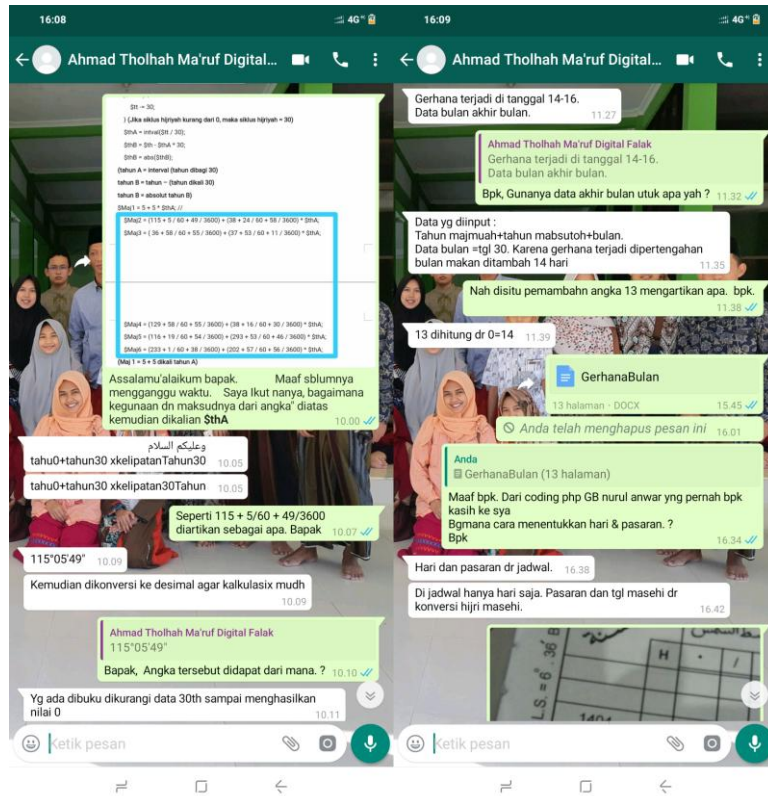 16:08
4G+
Ahmad Tholhah Ma'ruf Digital...
$tt = 30;
} (Jika siklus hijriyah kurang dari 0, maka siklus hijriyah = 30)
$thA = intval($tt / 30);
$thB = $th - $thA * 30;
$thB = abs($thB);
(tahun A = interval (tahun dibagi 30)
tahun B = tahun – (tahun dikali 30)
tahun B = absolut tahun B)
$Maj1 = 5 + 5 * $thA; //
$Maj2 = (115 + 5 / 60 + 49 / 3600) + (38 + 24 / 60 + 58 / 3600) * $thA;
$Maj3 = ( 36 + 58 / 60 + 55 / 3600) + (37 + 53 / 60 + 11 / 3600) * $thA;
$Maj4 = (129 + 58 / 60 + 55 / 3600) + (38 + 16 / 60 + 30 / 3600) * $thA;
$Maj5 = (116 + 19 / 60 + 54 / 3600) + (293 + 53 / 60 + 46 / 3600) * $thA;
$Maj6 = (233 + 1 / 60 + 38 / 3600) + (202 + 57 / 60 + 56 / 3600) * $thA;
(Maj 1 = 5 + 5 dikali tahun A)
Assalamu'alaikum bapak. Maaf sblumnya
mengganggu waktu. Saya Ikut nanya, bagaimana
kegunaan dn maksudnya dari angka" diatas
kemudian dikalian $thA
10.00
وعليكم السلام
tahu0+tahun30 xkelipatanTahun30 10.05
tahu0+tahun30 xkelipatan30Tahun 10.05
Seperti 115 + 5/60 + 49/3600
diartikan sebagai apa. Bapak 10.07
115°05'49" 10.09
Kemudian dikonversi ke desimal agar kalkulasix mudh
10.09
Ahmad Tholhah Ma'ruf Digital Falak
115°05'49"
Bapak, Angka tersebut didapat dari mana. ? 10.10
Yg ada dibuku dikurangi data 30th sampai menghasilkan
nilai 0
10.11
Ketik pesan
16:09
4G+
Ahmad Tholhah Ma'ruf Digital...
Gerhana terjadi di tanggal 14-16.
Data bulan akhir bulan. 11.27
Ahmad Tholhah Ma'ruf Digital Falak
Gerhana terjadi di tanggal 14-16.
Data bulan akhir bulan.
Bpk, Gunanya data akhir bulan utuk apa yah ? 11.32
Data yg diinput :
Tahun majmuah+tahun mabsutoh+bulan.
Data bulan =tgl 30. Karena gerhana terjadi dipertengahan
bulan makan ditambah 14 hari
11.35
Nah disitu pemambahn angka 13 mengartikan apa. bpk.
11.38
13 dihitung dr 0=14 11.39
GerhanaBulan
13 halaman • DOCX
15.45
Anda telah menghapus pesan ini 16.01
Anda
GerhanaBulan (13 halaman)
Maaf bpk. Dari coding php GB nurul anwar yng pernah bpk
kasih ke sya
Bgmana cara menentukkan hari & pasaran. ?
Bpk
16.34
Hari dan pasaran dr jadwal. 16.38
Di jadwal hanya hari saja. Pasaran dan tgl masehi dr
konversi hijri masehi.
16.42
L.S. = 6°.36' B
H
1401
Ketik pesan